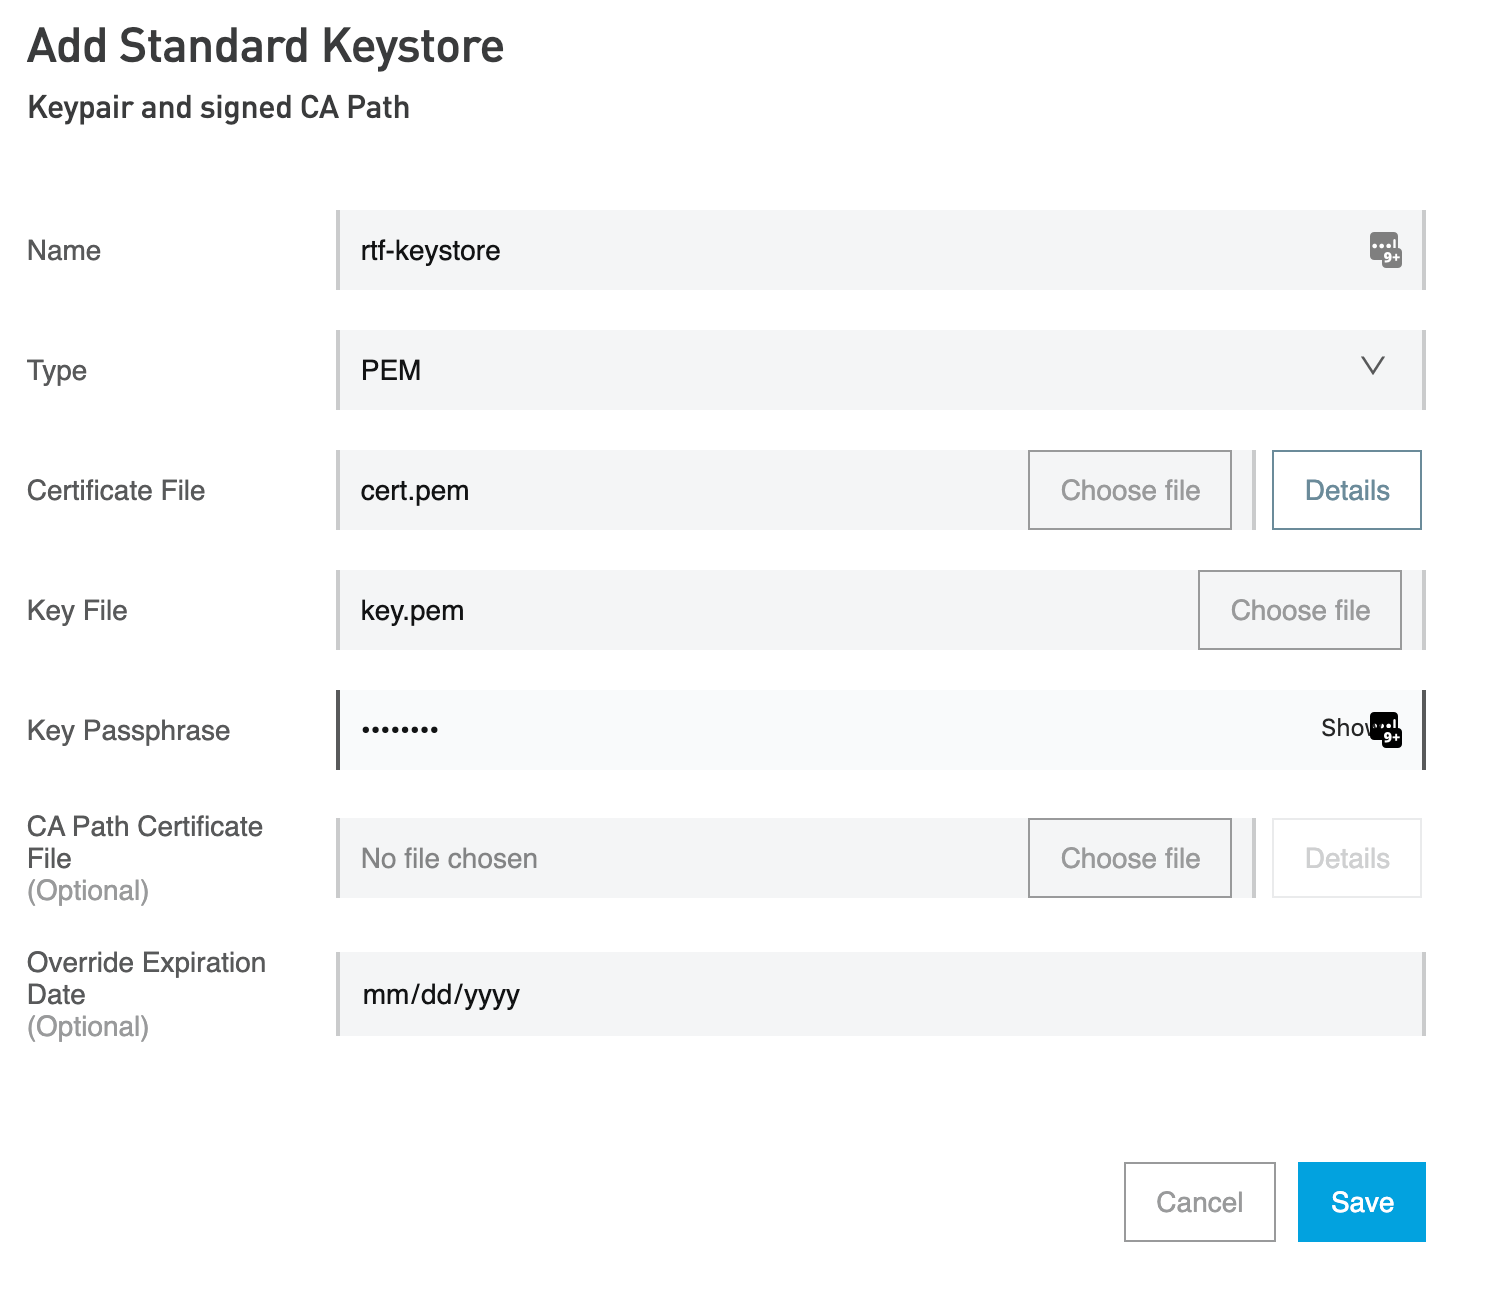 Add Standard Keystore
Keypair and signed CA Path
Name
rtf-keystore
9+
Type
PEM
Certificate File
cert.pem
Choose file
Details
Key File
key.pem
Choose file
Key Passphrase
••••••••
9+
CA Path Certificate
File
(Optional)
No file chosen
Choose file
Details
Override Expiration
Date
(Optional)
mm/dd/yyyy
Cancel
Save